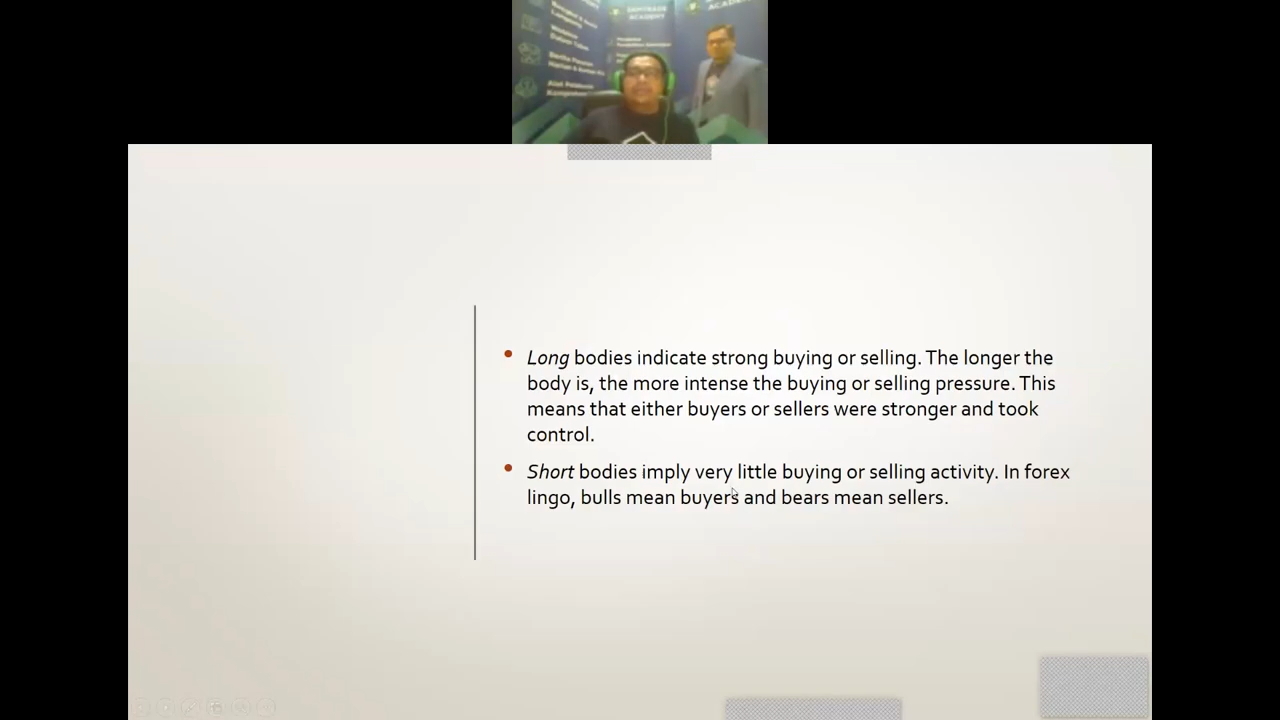 SAMTRADE
ACADEMY
Long bodies indicate strong buying or selling. The longer the
body is, the more intense the buying or selling pressure. This
means that either buyers or sellers were stronger and took
control.
Short bodies imply very little buying or selling activity. In forex
lingo, bulls mean buyers and bears mean sellers.